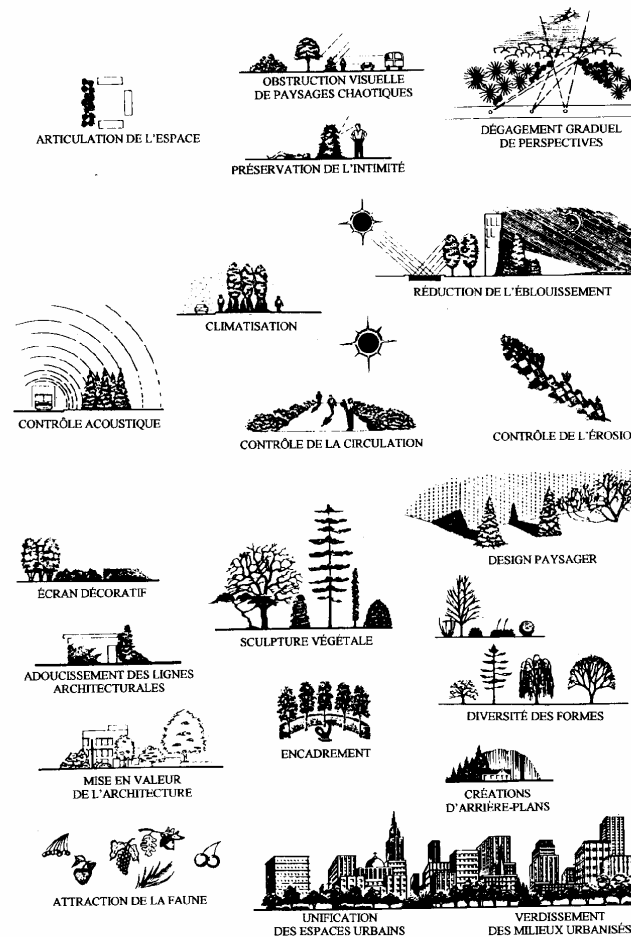 OBSTRUCTION VISUELLE
DE PAYSAGES CHAOTIQUES
ARTICULATION DE L'ESPACE
DÉGAGEMENT GRADUEL
DE PERSPECTIVES
PRÉSERVATION DE L'INTIMITÉ
RÉDUCTION DE L'ÉBLOUISSEMENT
CLIMATISATION
CONTRÔLE ACOUSTIQUE
CONTRÔLE DE LA CIRCULATION
CONTRÔLE DE L'ÉROSIO
DESIGN PAYSAGER
ÉCRAN DÉCORATIF
SCULPTURE VÉGÉTALE
ADOUCISSEMENT DES LIGNES
ARCHITECTURALES
DIVERSITÉ DES FORMES
ENCADREMENT
MISE EN VALEUR
DE L'ARCHITECTURE
CRÉATIONS
D'ARRIÈRE-PLANS
ATTRACTION DE LA FAUNE
UNIFICATION
DES ESPACES URBAINS
VERDISSEMENT
DES MILIEUX URBANISÉS